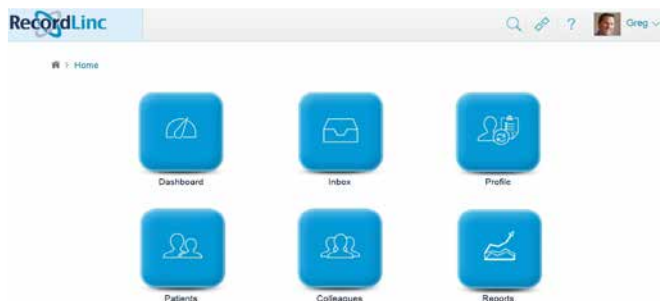 RecordLinc
? Greg
> Home
Dashboard Inbox Profile
Patients Colleagues Reports